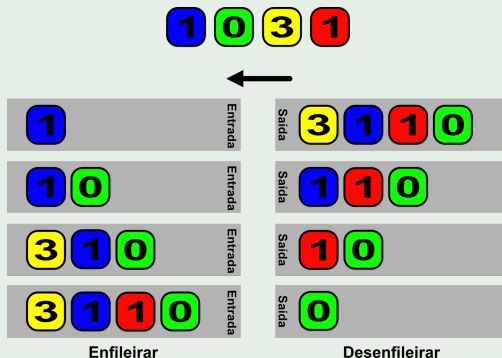 1 0 3 1
1 Entrada
Saída 3 1 1 0
1 0 Entrada
Saída 1 1 0
3 1 0 Entrada
Saída 1 0
3 1 1 0 Entrada
Saída 0
Enfileirar
Desenfileirar